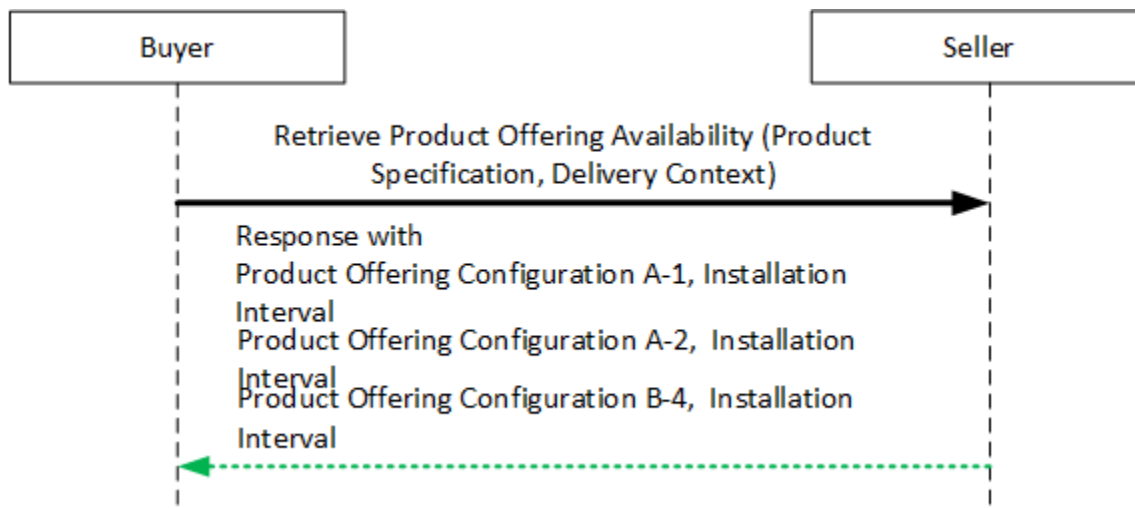 Buyer
Seller
Retrieve Product Offering Availability (Product
Specification, Delivery Context)
Response with
Product Offering Configuration A-1, Installation
Interval
Product Offering Configuration A-2,  Installation
Interval
Product Offering Configuration B-4,  Installation
Interval